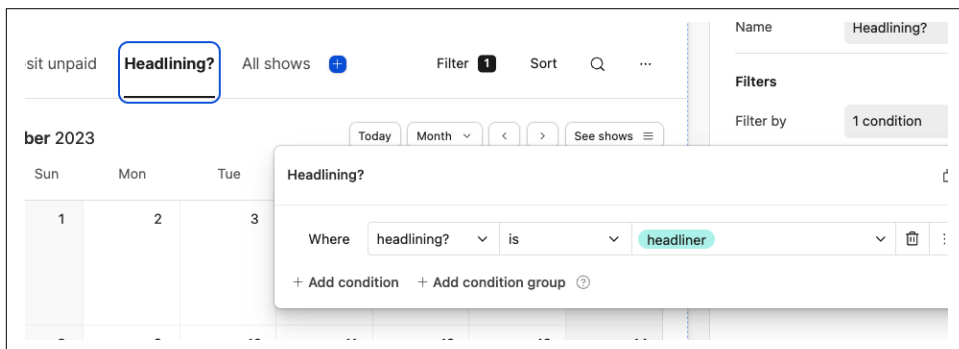 Name Headlining?
sit unpaid Headlining? All shows Filter 1 Sort
Filters
Filter by 1 condition
ber 2023 Today Month See shows
Sun Mon Tue
Headlining?
1 2 3
Where headlining? is headliner
+ Add condition + Add condition group ?